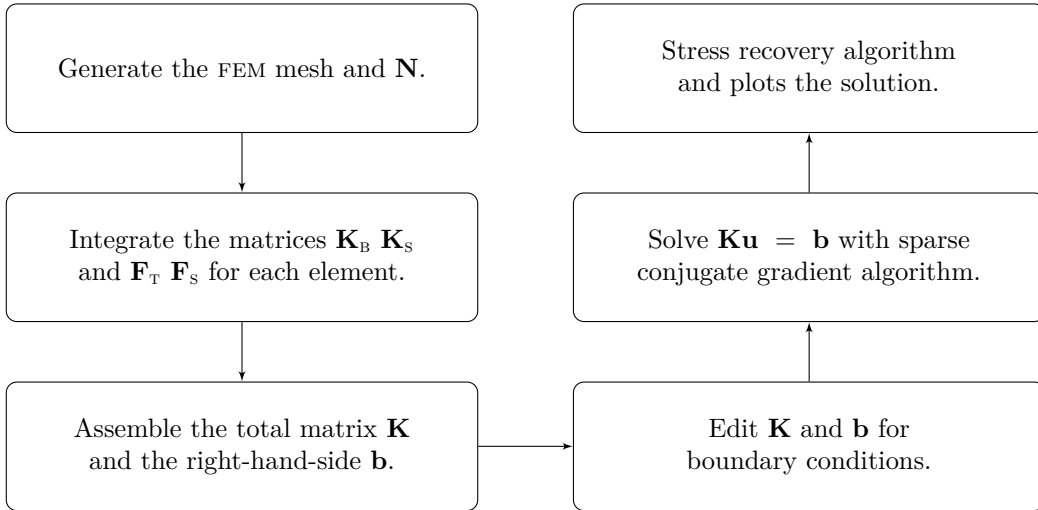 Generate the FEM mesh and N.
Integrate the matrices K_B K_S
and F_T F_S for each element.
Assemble the total matrix K
and the right-hand-side b.
Edit K and b for
boundary conditions.
Solve Ku = b with sparse
conjugate gradient algorithm.
Stress recovery algorithm
and plots the solution.